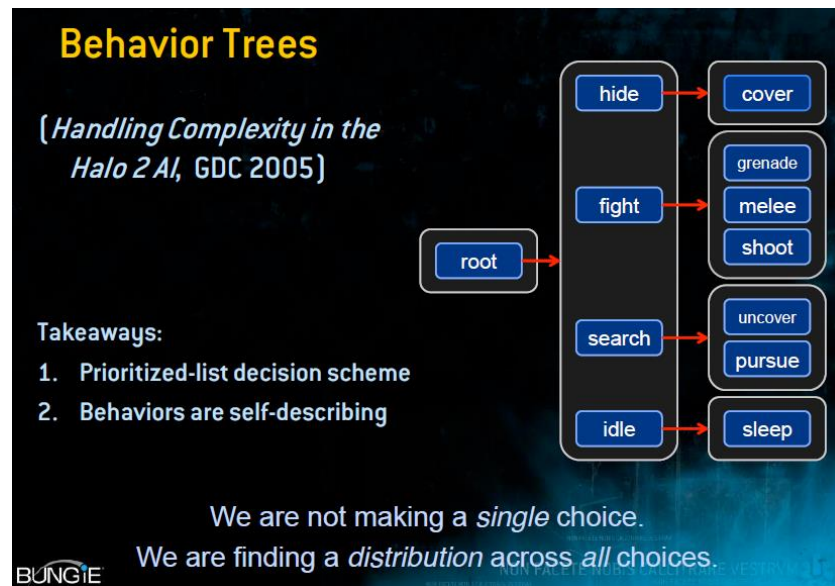 Behavior Trees
(Handling Complexity in the
Halo 2 AI, GDC 2005)
Takeaways:
1. Prioritized-list decision scheme
2. Behaviors are self-describing
root
hide
fight
search
idle
cover
grenade
melee
shoot
uncover
pursue
sleep
We are not making a single choice.
We are finding a distribution across all choices.
BUNGiE